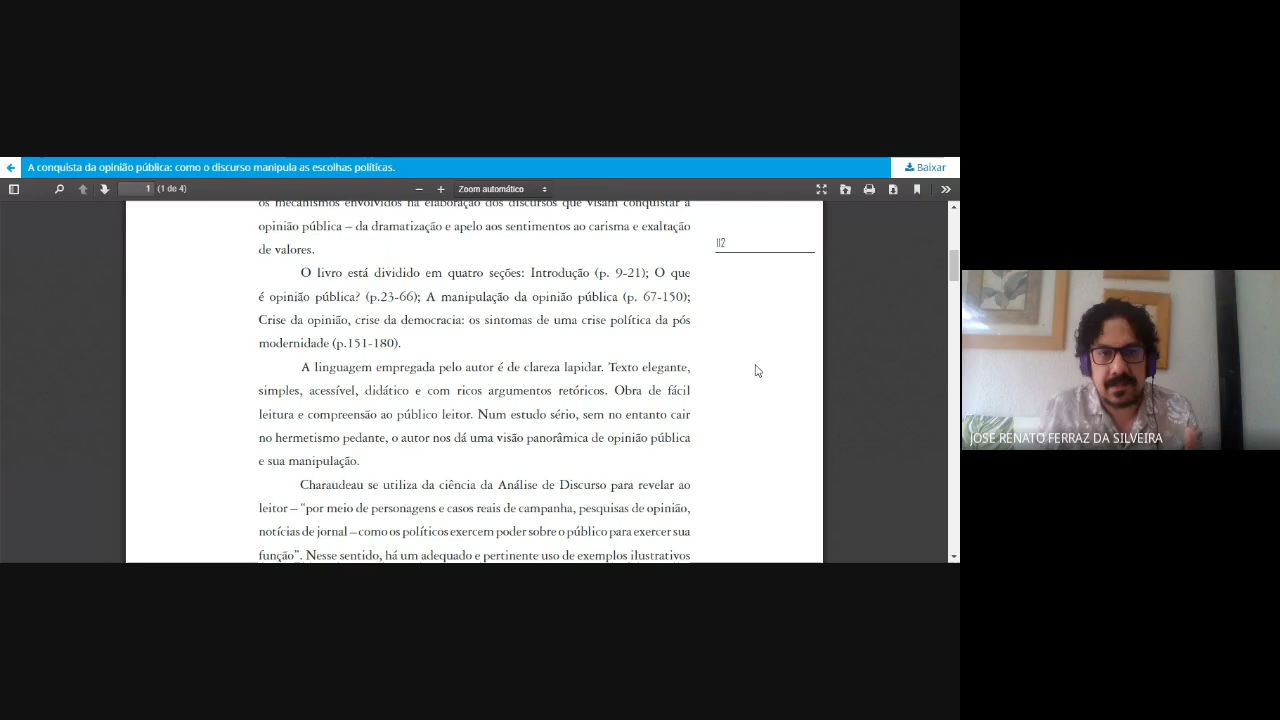 A conquista da opinião pública: como o discurso manipula as escolhas políticas.
Baixar
1 (1 de 4)
Zoom automático
os mecanismos envolvidos na elaboração dos discursos que visam conquistar a
opinião pública – da dramatização e apelo aos sentimentos ao carisma e exaltação
de valores.
112
O livro está dividido em quatro seções: Introdução (p. 9-21); O que
é opinião pública? (p.23-66); A manipulação da opinião pública (p. 67-150);
Crise da opinião, crise da democracia: os sintomas de uma crise política da pós
modernidade (p.151-180).
A linguagem empregada pelo autor é de clareza lapidar. Texto elegante,
simples, acessível, didático e com ricos argumentos retóricos. Obra de fácil
leitura e compreensão ao público leitor. Num estudo sério, sem no entanto cair
no hermetismo pedante, o autor nos dá uma visão panorâmica de opinião pública
e sua manipulação.
Charaudeau se utiliza da ciência da Análise de Discurso para revelar ao
leitor – “por meio de personagens e casos reais de campanha, pesquisas de opinião,
notícias de jornal – como os políticos exercem poder sobre o público para exercer sua
função”. Nesse sentido, há um adequado e pertinente uso de exemplos ilustrativos
JOSE RENATO FERRAZ DA SILVEIRA